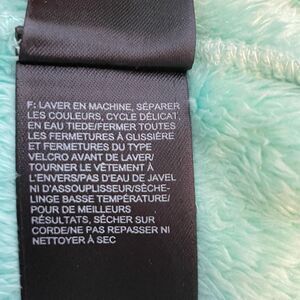 F: LAVER EN MACHINE, SÉPARER
LES COULEURS, CYCLE DÉLICAT,
EN EAU TIEDE/FERMER TOUTES
LES FERMETURES À GLISSIÈRE
ET FERMETURES DU TYPE
VELCRO AVANT DE LAVER/
TOURNER LE VÊTEMENT À
L'ENVERS/PAS D'EAU DE JAVEL
NI D'ASSOUPLISSEUR/SÈCHE-
LINGE BASSE TEMPÉRATURE/
POUR DE MEILLEURS
RÉSULTATS, SÉCHER SUR
CORDE/NE PAS REPASSER NI
NETTOYER À SEC